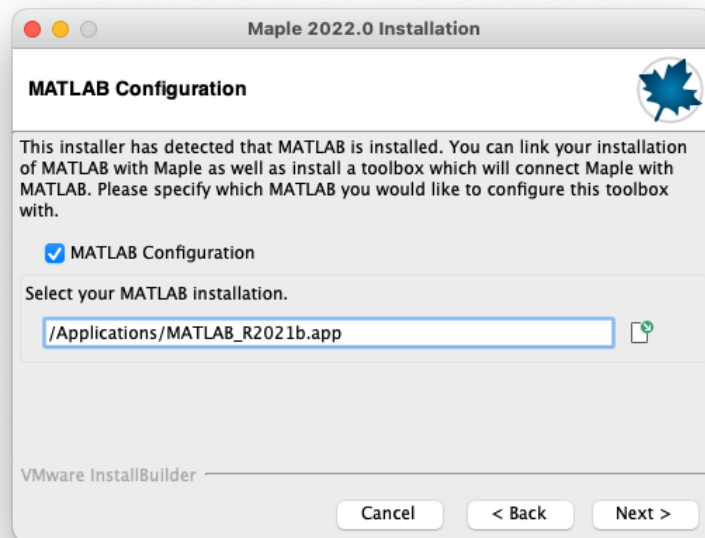 Maple 2022.0 Installation
MATLAB Configuration
This installer has detected that MATLAB is installed. You can link your installation
of MATLAB with Maple as well as install a toolbox which will connect Maple with
MATLAB. Please specify which MATLAB you would like to configure this toolbox
with.
MATLAB Configuration
Select your MATLAB installation.
/Applications/MATLAB_R2021b.app
VMware InstallBuilder
Cancel
< Back
Next >